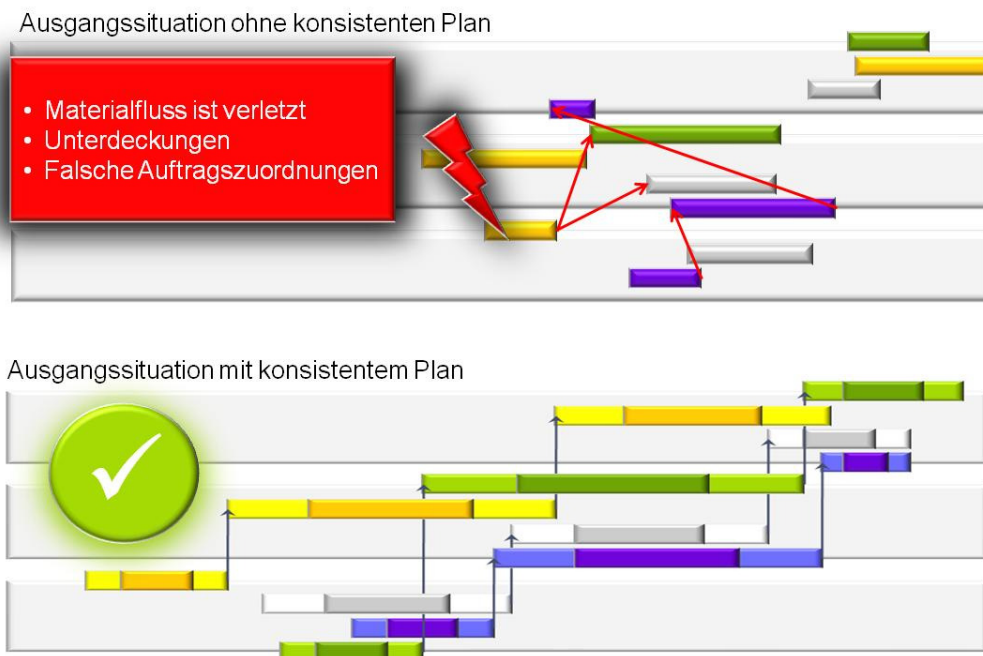 Ausgangssituation ohne konsistenten Plan
• Materialfluss ist verletzt
• Unterdeckungen
• Falsche Auftragszuordnungen
Ausgangssituation mit konsistentem Plan